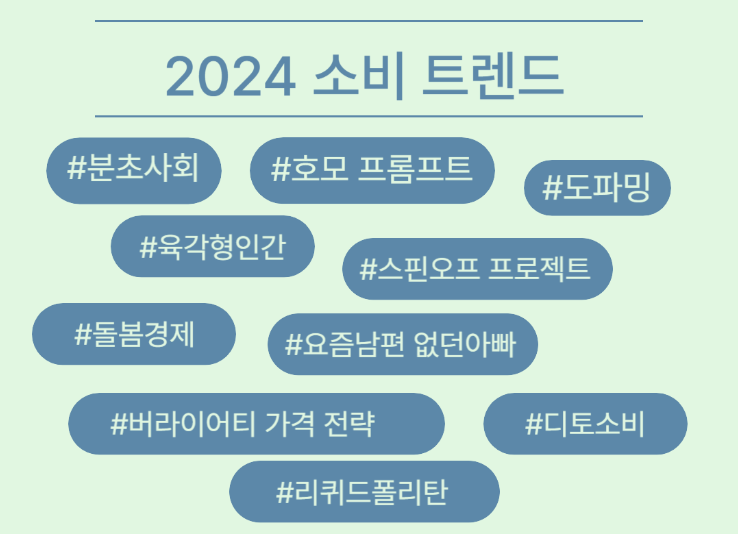 2024 소비 트렌드
#분초사회
#호모 프롬프트
#도파밍
#육각형인간
#스핀오프 프로젝트
#돌봄경제
#요즘남편 없던아빠
#버라이어티 가격 전략
#디토소비
#리퀴드폴리탄